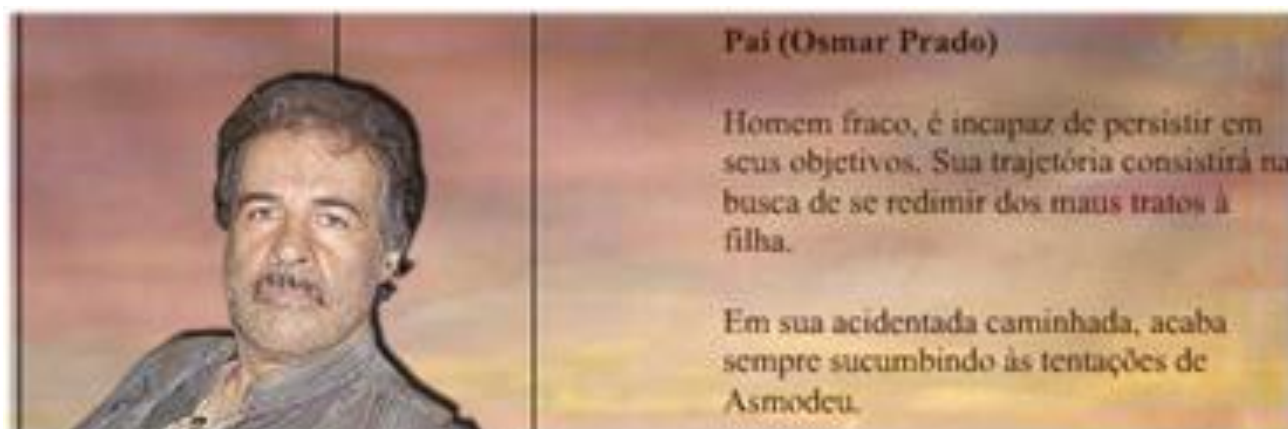 Pai (Osmar Prado)
Homem fraco, é incapaz de persistir em
seus objetivos. Sua trajetória consistirá na
busca de se redimir dos maus tratos à
filha.
Em sua acidentada caminhada, acaba
sempre sucumbindo às tentações de
Asmodeu.